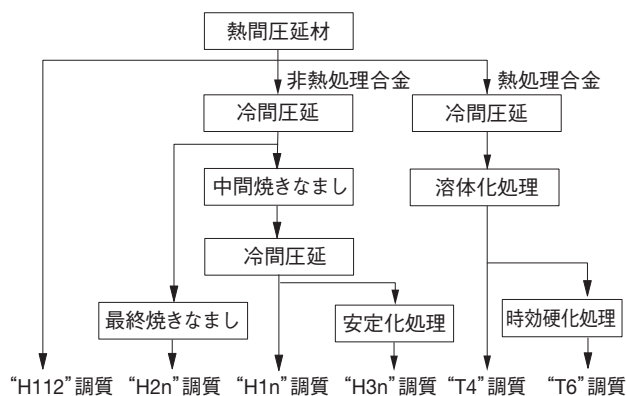 熱間圧延材
非熱処理合金
熱処理合金
冷間圧延
冷間圧延
中間焼きなまし
溶体化処理
冷間圧延
最終焼きなまし
安定化処理
時効硬化処理
“H112”調質 “H2n”調質 “H1n”調質 “H3n”調質 “T4”調質 “T6”調質